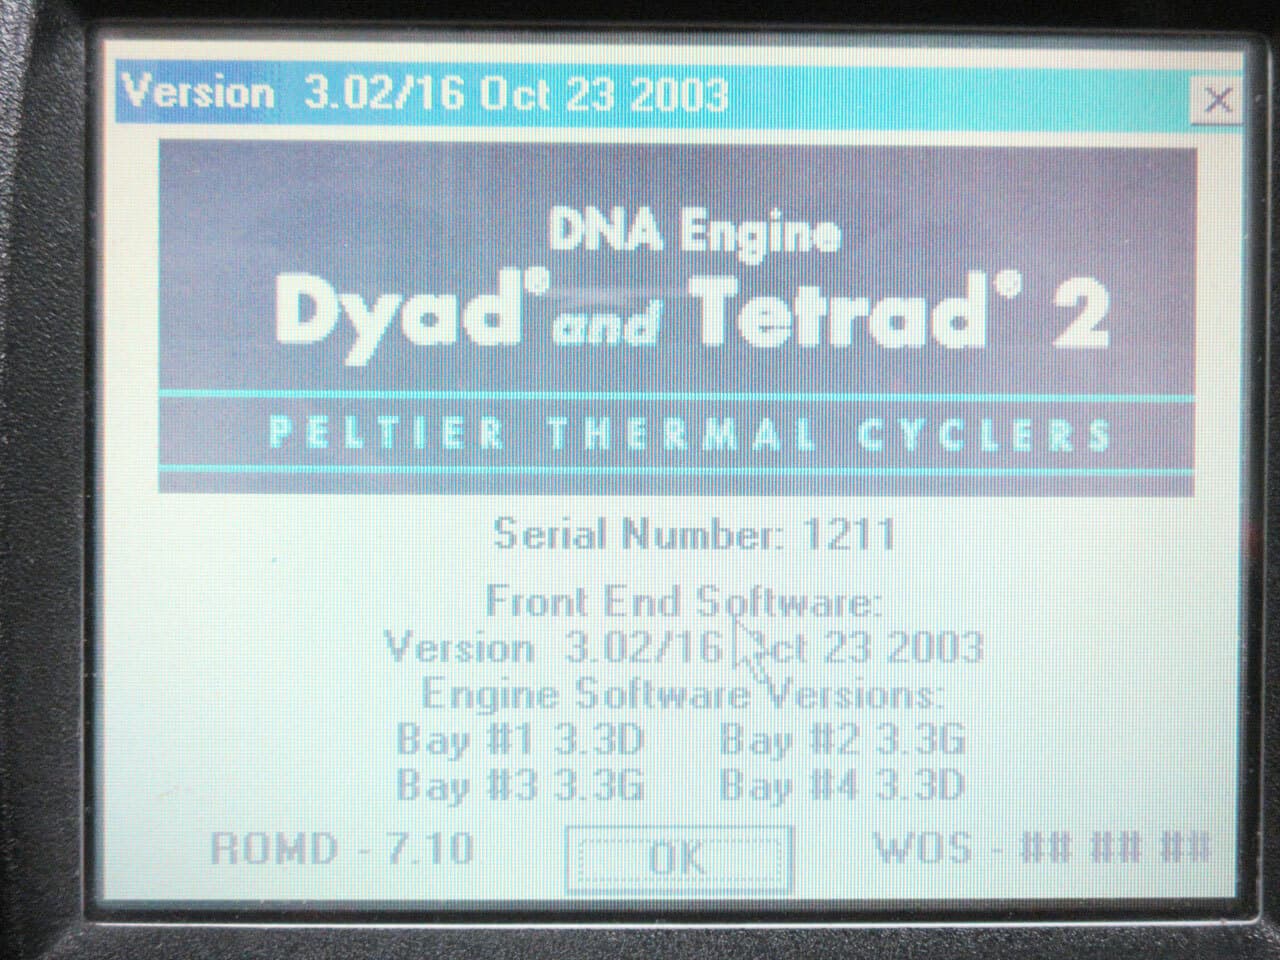 Version 3.02/16 Oct 23 2003
DNA Engine
Dyad® and Tetrad® 2
PELTIER THERMAL CYCLERS
Serial Number: 1211
Front End Software:
Version 3.02/16 Oct 23 2003
Engine Software Versions:
Bay #1 3.3D Bay #2 3.3G
Bay #3 3.3G Bay #4 3.3D
ROMD - 7.10 OK WOS - ## ## ##